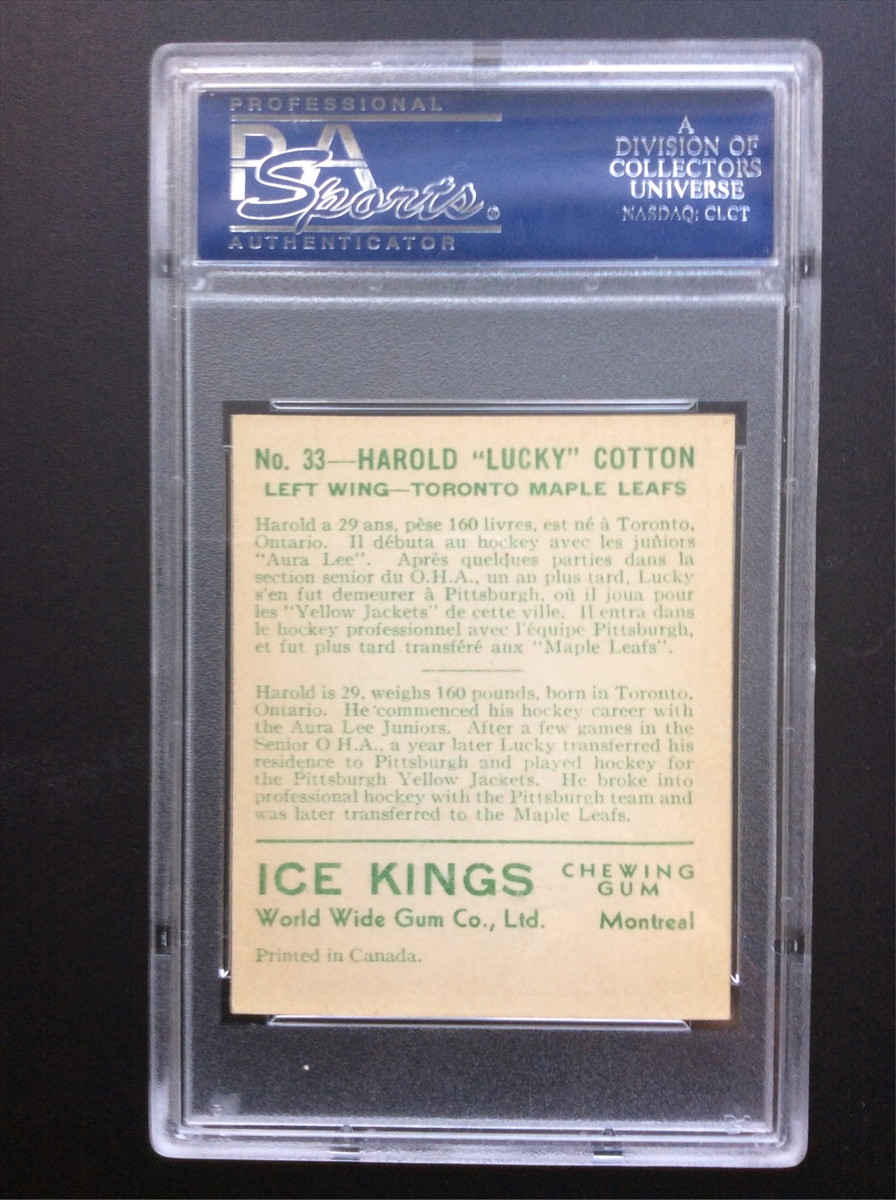 PROFESSIONAL
PSA
Sports®
AUTHENTICATOR
A
DIVISION OF
COLLECTORS
UNIVERSE
NASDAQ: CLCT
No. 33—HAROLD “LUCKY” COTTON
LEFT WING—TORONTO MAPLE LEAFS
Harold a 29 ans, pèse 160 livres, est né à Toronto,
Ontario. Il débuta au hockey avec les juniors
“Aura Lee”. Après quelques parties dans la
section senior du O.H.A., un an plus tard, Lucky
s'en fut demeurer à Pittsburgh, où il joua pour
les “Yellow Jackets” de cette ville. Il entra dans
le hockey professionnel avec l'équipe Pittsburgh,
et fut plus tard transféré aux “Maple Leafs”.
Harold is 29, weighs 160 pounds, born in Toronto,
Ontario. He commenced his hockey career with
the Aura Lee Juniors. After a few games in the
Senior O H.A., a year later Lucky transferred his
residence to Pittsburgh and played hockey for
the Pittsburgh Yellow Jackets. He broke into
professional hockey with the Pittsburgh team and
was later transferred to the Maple Leafs.
ICE KINGS CHEWING GUM
World Wide Gum Co., Ltd. Montreal
Printed in Canada.